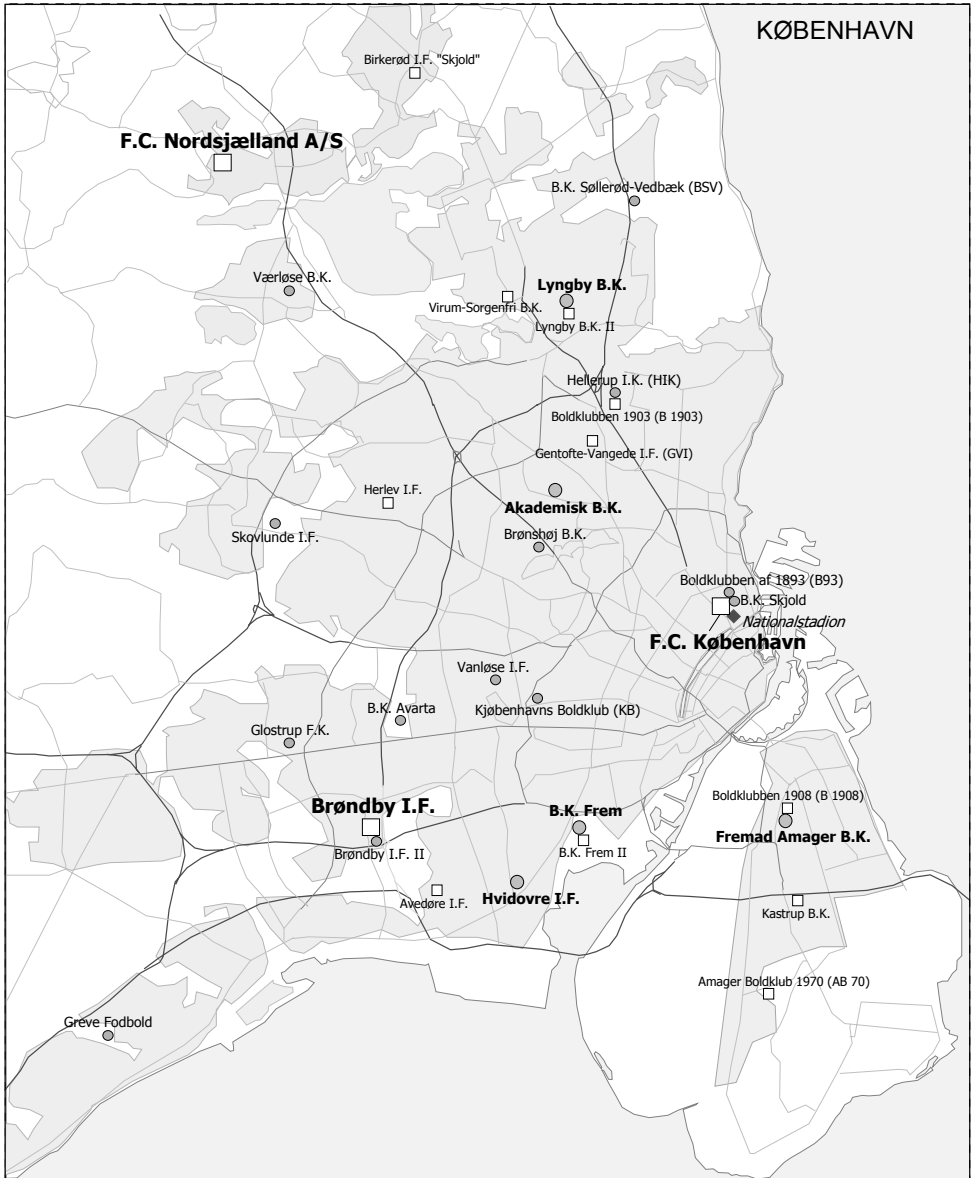 KØBENHAVN
Birkerød I.F. "Skjold"
F.C. Nordsjælland A/S
B.K. Søllerød-Vedbæk (BSV)
Værløse B.K.
Lyngby B.K.
Virum-Sorgenfri B.K.
Lyngby B.K. II
Hellerup I.K. (HIK)
Boldklubben 1903 (B 1903)
Gentofte-Vangede I.F. (GVI)
Herlev I.F.
Akademisk B.K.
Skovlunde I.F.
Brønshøj B.K.
Boldklubben af 1893 (B93)
B.K. Skjold
Nationalstadion
F.C. København
Vanløse I.F.
B.K. Avarta
Kjøbenhavns Boldklub (KB)
Glostrup F.K.
Boldklubben 1908 (B 1908)
Brøndby I.F.
B.K. Frem
Fremad Amager B.K.
Brøndby I.F. II
B.K. Frem II
Hvidovre I.F.
Avedøre I.F.
Kastrup B.K.
Amager Boldklub 1970 (AB 70)
Greve Fodbold